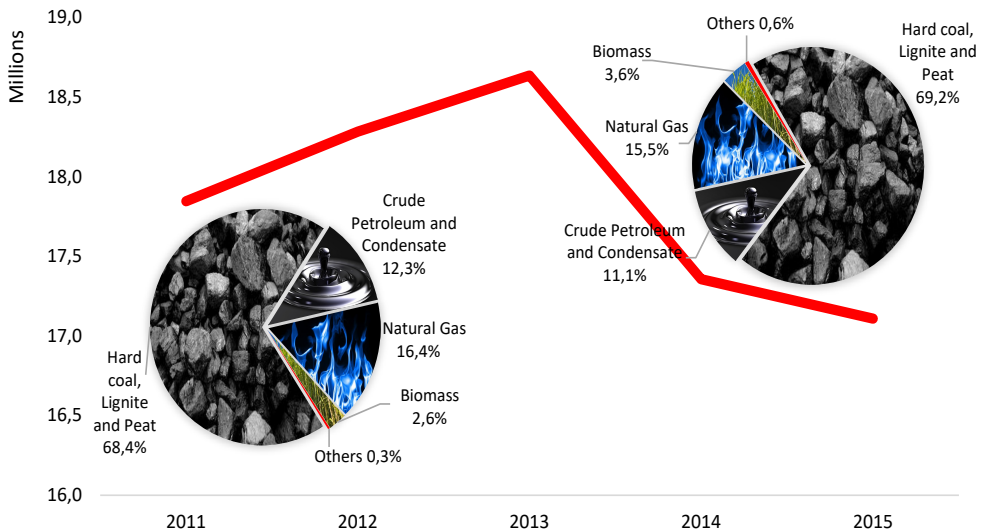 Millions
19,0
18,5
18,0
17,5
17,0
16,5
16,0
2011
2012
2013
2014
2015
Hard
coal,
Lignite
and Peat
68,4%
Crude
Petroleum and
Condensate
12,3%
Natural Gas
16,4%
Biomass
2,6%
Others 0,3%
Others 0,6%
Biomass
3,6%
Natural Gas
15,5%
Crude Petroleum
and Condensate
11,1%
Hard coal,
Lignite and
Peat
69,2%